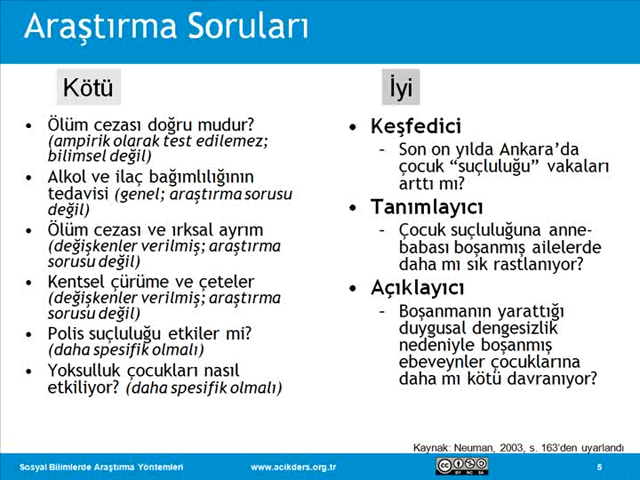 Araştırma Soruları
Kötü
• Ölüm cezası doğru mudur?
(ampirik olarak test edilemez;
bilimsel değil)
• Alkol ve ilaç bağımlılığının
tedavisi (genel; araştırma sorusu
değil)
• Ölüm cezası ve ırksal ayrım
(değişkenler verilmiş; araştırma
sorusu değil)
• Kentsel çürüme ve çeteler
(değişkenler verilmiş; araştırma
sorusu değil)
• Polis suçluluğu etkiler mi?
(daha spesifik olmalı)
• Yoksulluk çocukları nasıl
etkiliyor? (daha spesifik olmalı)
İyi
• Keşfedici
– Son on yılda Ankara’da
çocuk “suçluluğu” vakaları
arttı mı?
• Tanımlayıcı
– Çocuk suçluluğuna anne-
babası boşanmış ailelerde
daha mı sık rastlanıyor?
• Açıklayıcı
– Boşanmanın yarattığı
duygusal dengesizlik
nedeniyle boşanmış
ebeveynler çocuklarına
daha mı kötü davranıyor?
Kaynak: Neuman, 2003, s. 163’den uyarlandı
Sosyal Bilimlerde Araştırma Yöntemleri
www.acikders.org.tr
cc
BY NC SA
5